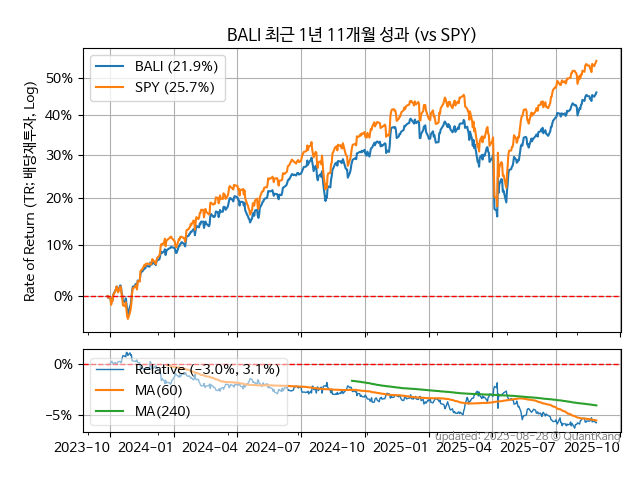 BALI 최근 1년 11개월 성과 (vs SPY)
BALI (21.9%)
SPY (25.7%)
50%
40%
30%
20%
10%
0%
Rate of Return (TR: 배당재투자, Log)
Relative (−3.0%, 3.1%)
MA(60)
MA(240)
0%
−5%
updated: 2025-08-28 © QuantKang
2023-10 2024-01 2024-04 2024-07 2024-10 2025-01 2025-04 2025-07 2025-10